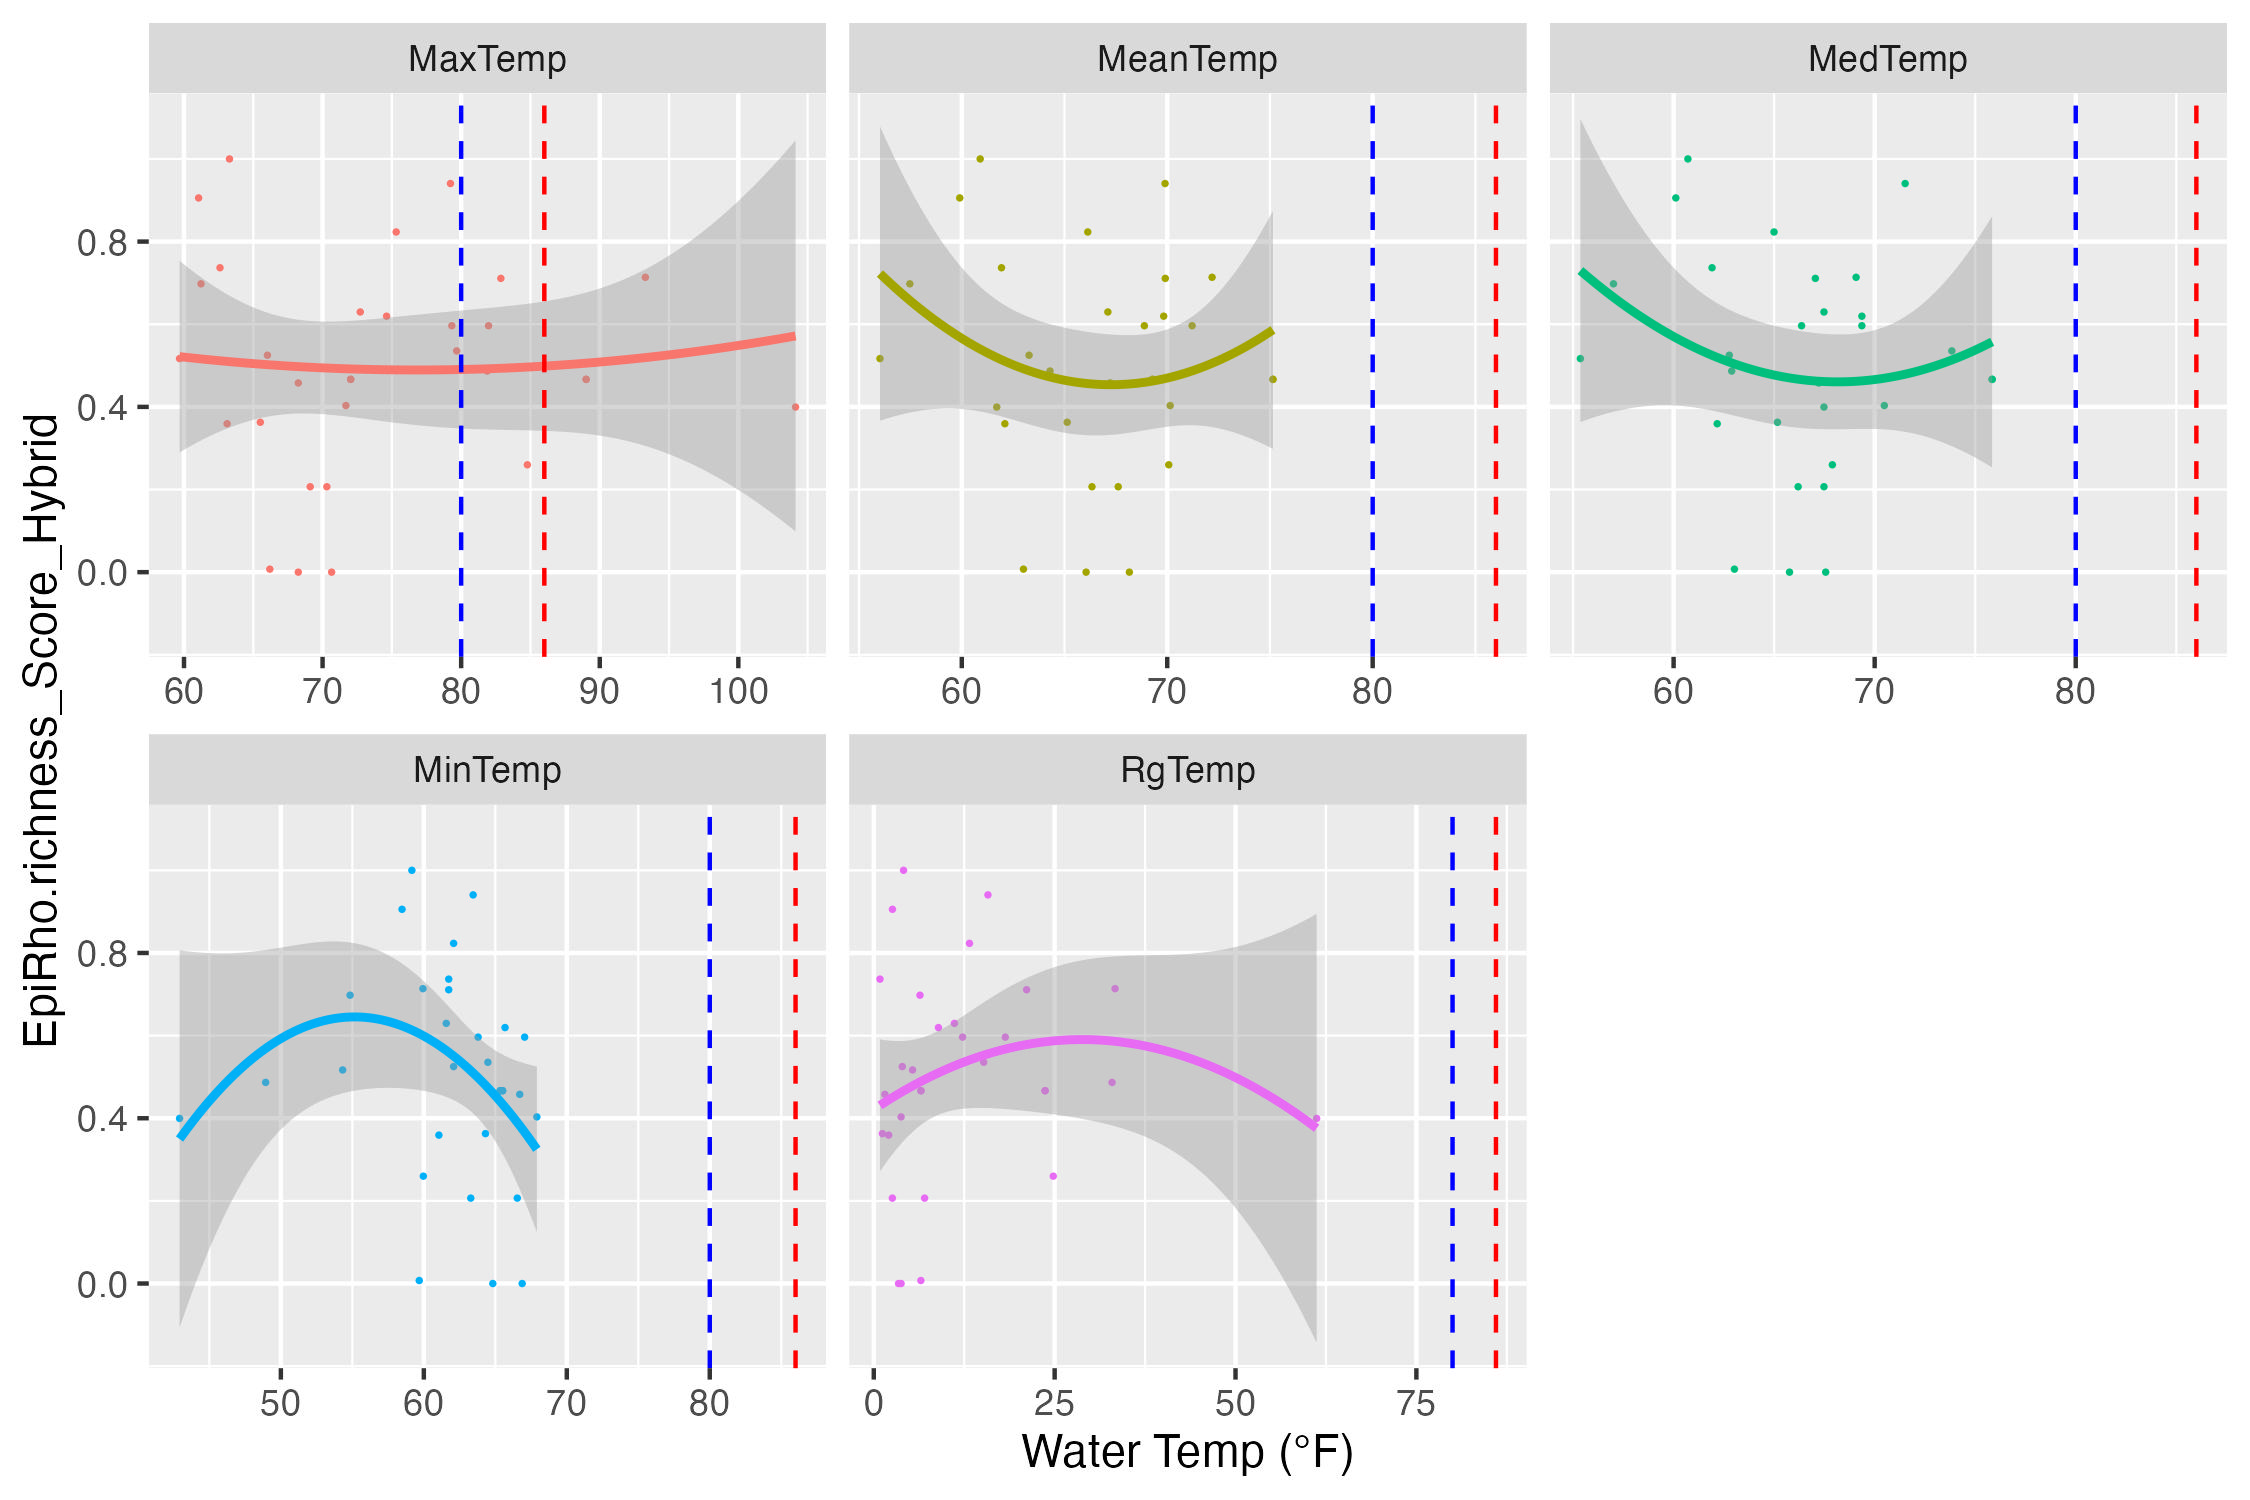 MaxTemp
MeanTemp
MedTemp
EpiRho.richness_Score_Hybrid
0.8
0.4
0.0
60 70 80 90 100
60 70 80
60 70 80
MinTemp
RgTemp
0.8
0.4
0.0
50 60 70 80
0 25 50 75
Water Temp (°F)